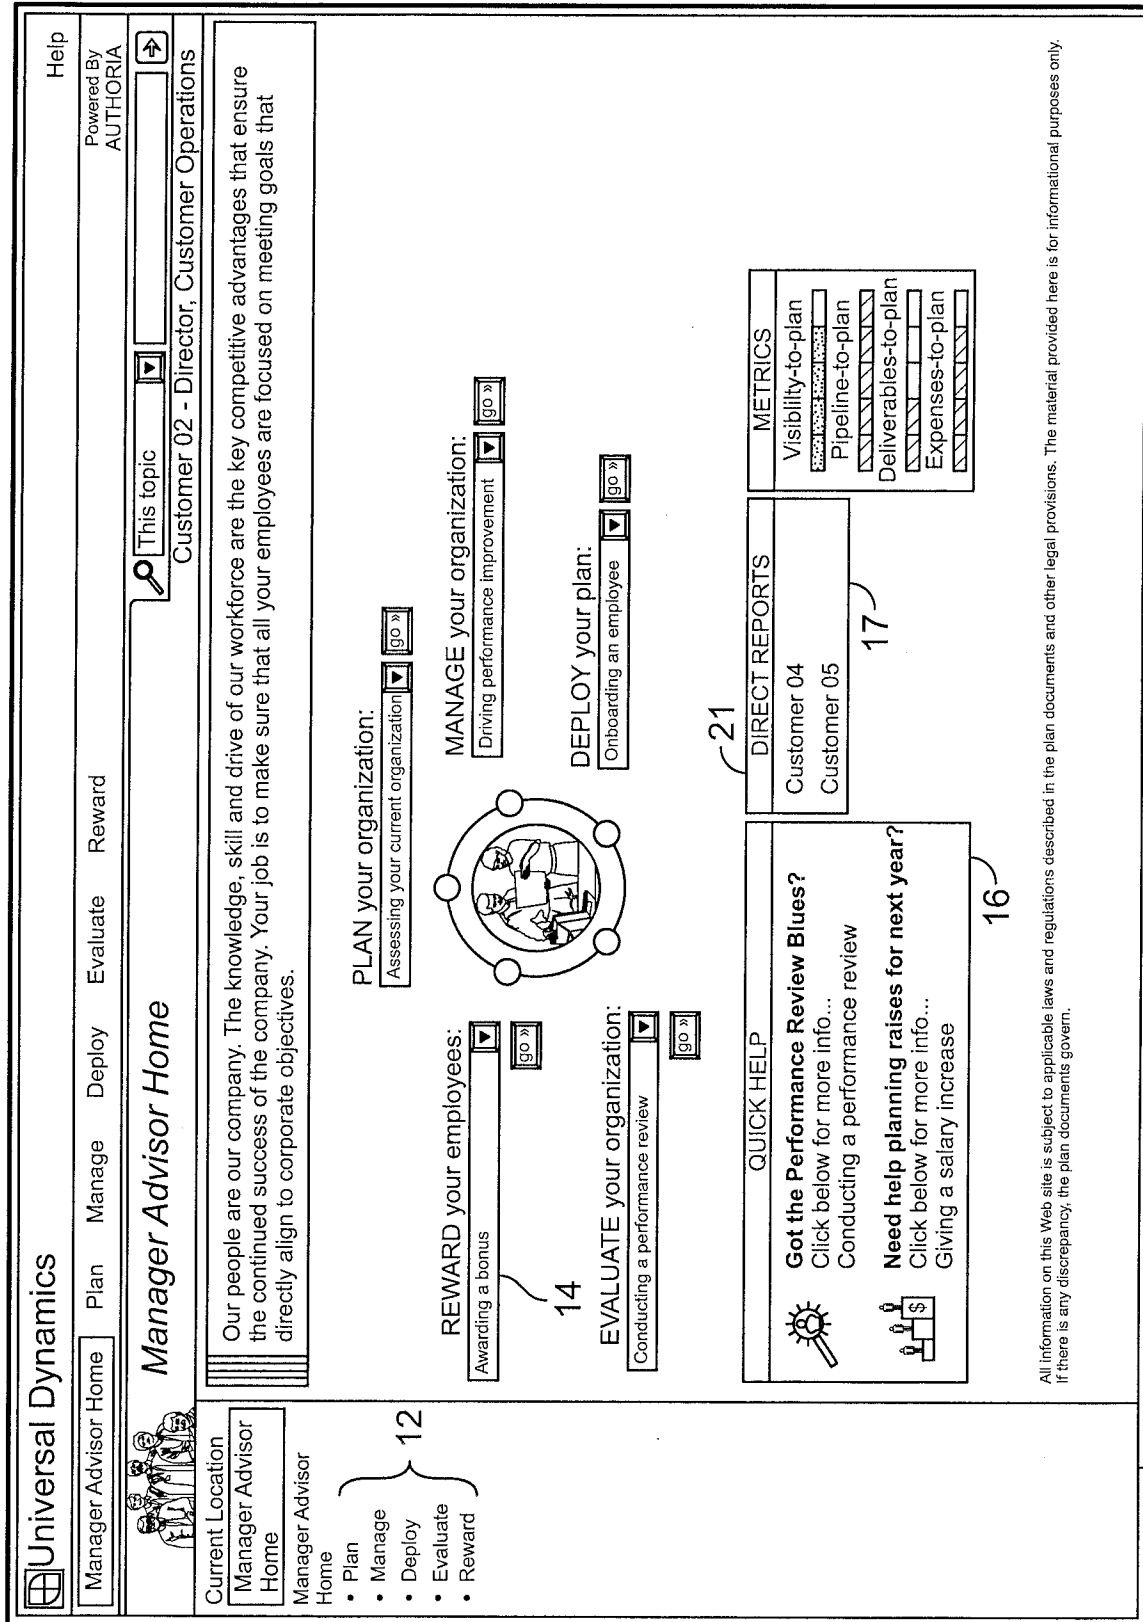 Universal Dynamics
Help
Manager Advisor Home Plan Manage Deploy Evaluate Reward
Powered By
AUTHORIA
Manager Advisor Home
This topic
Customer 02 - Director, Customer Operations
Current Location
Manager Advisor
Home
Manager Advisor
Home
• Plan
• Manage
• Deploy
• Evaluate
• Reward
12
Our people are our company. The knowledge, skill and drive of our workforce are the key competitive advantages that ensure
the continued success of the company. Your job is to make sure that all your employees are focused on meeting goals that
directly align to corporate objectives.
PLAN your organization:
Assessing your current organization
go »
REWARD your employees:
Awarding a bonus
go »
14
MANAGE your organization:
Driving performance improvement
go »
EVALUATE your organization:
Conducting a performance review
go »
DEPLOY your plan:
Onboarding an employee
go »
QUICK HELP
Got the Performance Review Blues?
Click below for more info...
Conducting a performance review
Need help planning raises for next year?
Click below for more info...
Giving a salary increase
$
16
21
DIRECT REPORTS
Customer 04
Customer 05
17
METRICS
Visiblilty-to-plan
Pipeline-to-plan
Deliverables-to-plan
Expenses-to-plan
All information on this Web site is subject to applicable laws and regulations described in the plan documents and other legal provisions. The material provided here is for informational purposes only.
If there is any discrepancy, the plan documents govern.